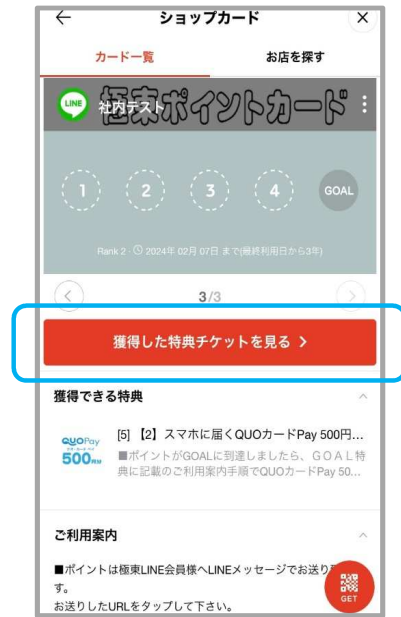 ← ショップカード ×
カード一覧 お店を探す
LINE 社内テスト 極東ポイントカード
1 2 3 4 GOAL
Rank 2 - 2024年 02月 07日 まで(最終利用日から3年)
3/3
獲得した特典チケットを見る >
獲得できる特典
[5] 【2】スマホに届くQUOカードPay 500円...
QUOPay
500円分
■ポイントがGOALに到達しましたら、GOAL特
典に記載のご利用案内手順でQUOカードPay 50...
ご利用案内
■ポイントは極東LINE会員様へLINEメッセージでお送り
す。
お送りしたURLをタップして下さい。
GET